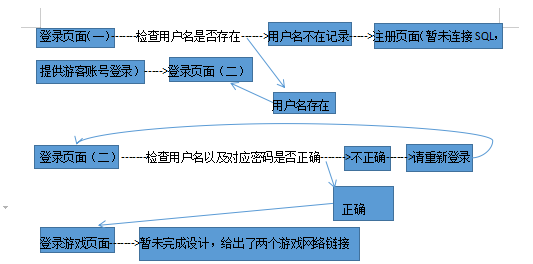 登录页面(一)-----检查用户名是否存在------>用户名不在记录----->注册页面(暂未连接SQL，
提供游客账号登录)----->登录页面（二）
用户名存在
登录页面（二）-----检查用户名以及对应密码是否正确------>不正确----->请重新登录
正确
登录游戏页面------>暂未完成设计，给出了两个游戏网络链接